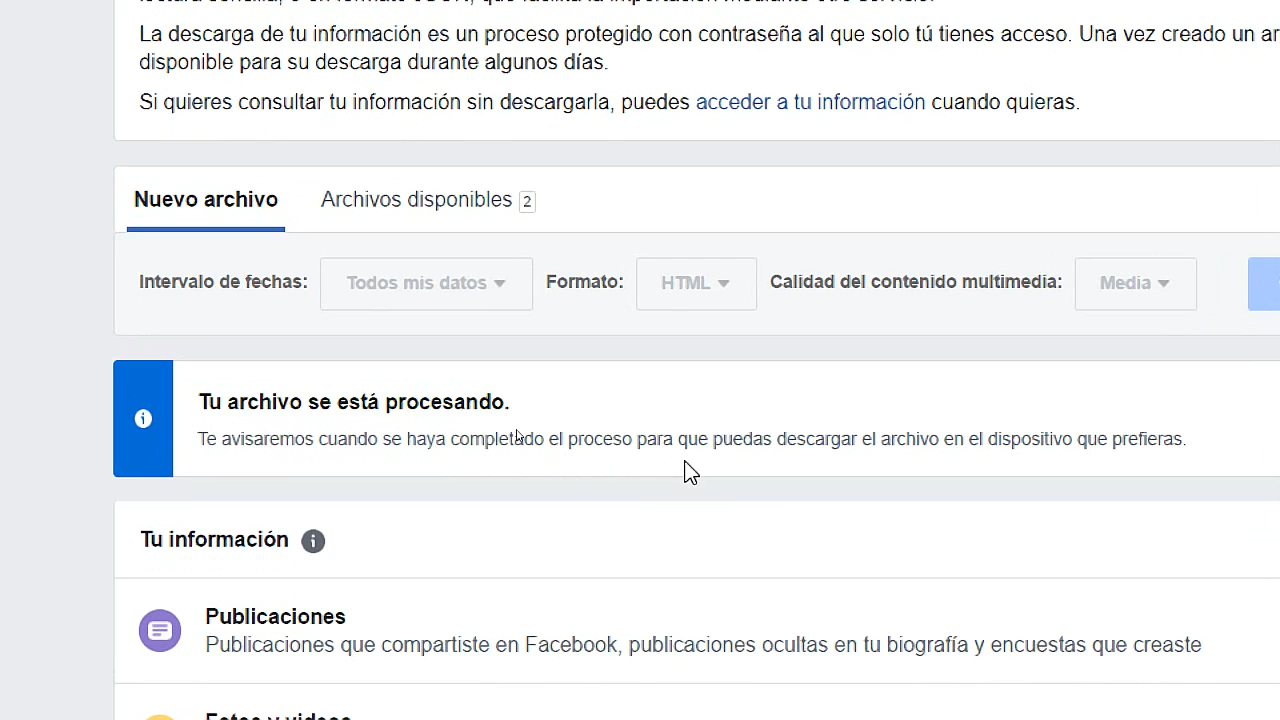 La descarga de tu información es un proceso protegido con contraseña al que solo tú tienes acceso. Una vez creado un
disponible para su descarga durante algunos días.
Si quieres consultar tu información sin descargarla, puedes acceder a tu información cuando quieras.
Nuevo archivo Archivos disponibles 2
Intervalo de fechas: Todos mis datos Formato: HTML Calidad del contenido multimedia: Media
Tu archivo se está procesando.
Te avisaremos cuando se haya completado el proceso para que puedas descargar el archivo en el dispositivo que prefieras.
Tu información
Publicaciones
Publicaciones que compartiste en Facebook, publicaciones ocultas en tu biografía y encuestas que creaste